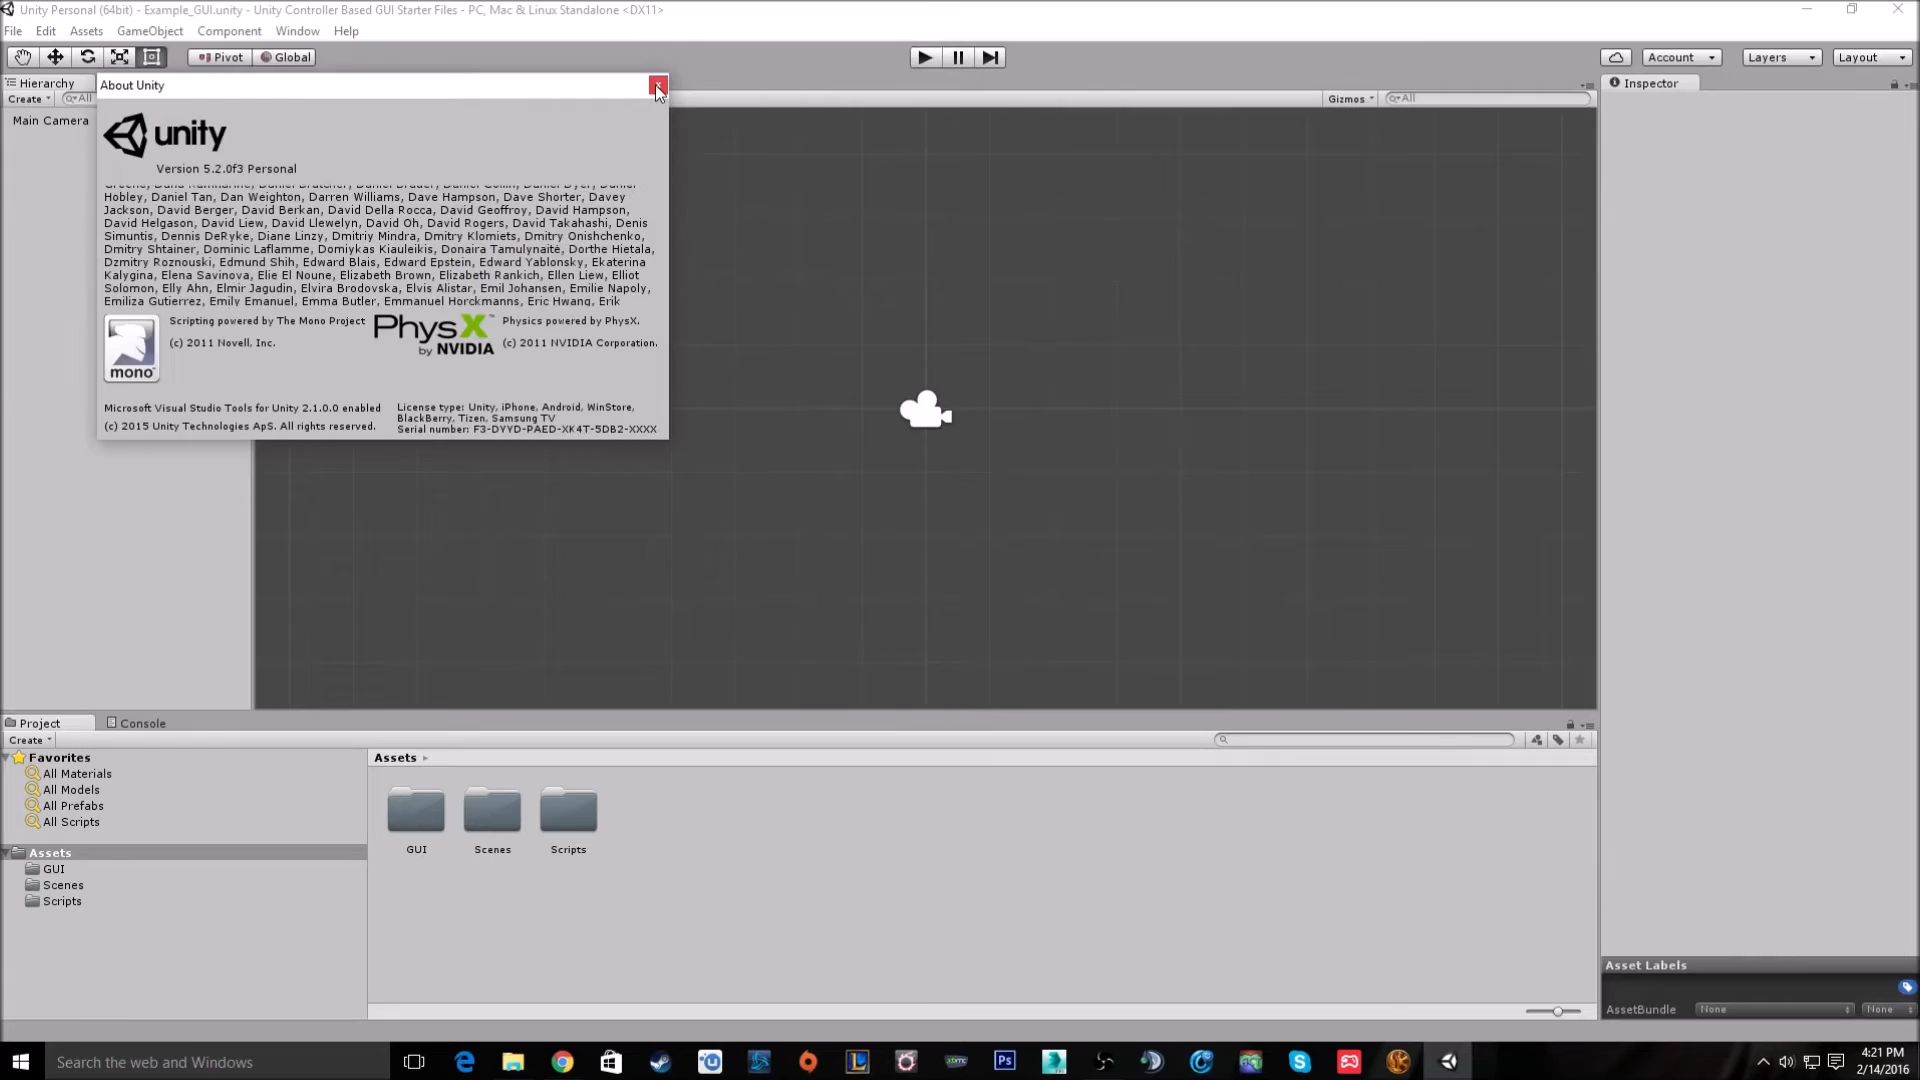 Unity Personal (64bit) - Example_GUI.unity - Unity Controller Based GUI Starter Files - PC, Mac & Linux Standalone <DX11>
File Edit Assets GameObject Component Window Help
Pivot Global
Account Layers Layout
Hierarchy
Create All
Main Camera
Gizmos All
Inspector
About Unity
unity
Version 5.2.0f3 Personal
Hobley, Daniel Tan, Dan Weighton, Darren Williams, Dave Hampson, Dave Shorter, Davey
Jackson, David Berger, David Berkan, David Della Rocca, David Geoffroy, David Hampson,
David Helgason, David Liew, David Llewelyn, David Oh, David Rogers, David Takahashi, Denis
Simuntis, Dennis DeRyke, Diane Linzy, Dmitriy Mindra, Dmitry Klomiets, Dmitry Onishchenko,
Dmitry Shtainer, Dominic Laflamme, Domiykas Kiauleikis, Donaira Tamulynaitė, Dorthe Hietala,
Dzmitry Roznouski, Edmund Shih, Edward Blais, Edward Epstein, Edward Yablonsky, Ekaterina
Kalygina, Elena Savinova, Elie El Noune, Elizabeth Brown, Elizabeth Rankich, Ellen Liew, Elliot
Solomon, Elly Ahn, Elmir Jagudin, Elvira Brodovska, Elvis Alistar, Emil Johansen, Emilie Napoly,
Emiliza Gutierrez, Emily Emanuel, Emma Butler, Emmanuel Horckmanns, Eric Hwang, Erik
mono
Scripting powered by The Mono Project
(c) 2011 Novell, Inc.
PhysX™
by NVIDIA
Physics powered by PhysX.
(c) 2011 NVIDIA Corporation.
Microsoft Visual Studio Tools for Unity 2.1.0.0 enabled
(c) 2015 Unity Technologies ApS. All rights reserved.
License type: Unity, iPhone, Android, WinStore,
BlackBerry, Tizen, Samsung TV
Serial number: F3-DYYD-PAED-XK4T-5DB2-XXXX
Project Console
Create
Favorites
All Materials
All Models
All Prefabs
All Scripts
Assets
GUI
Scenes
Scripts
Assets
GUI Scenes Scripts
Asset Labels
AssetBundle None None
Search the web and Windows
Ps
4:21 PM
2/14/2016